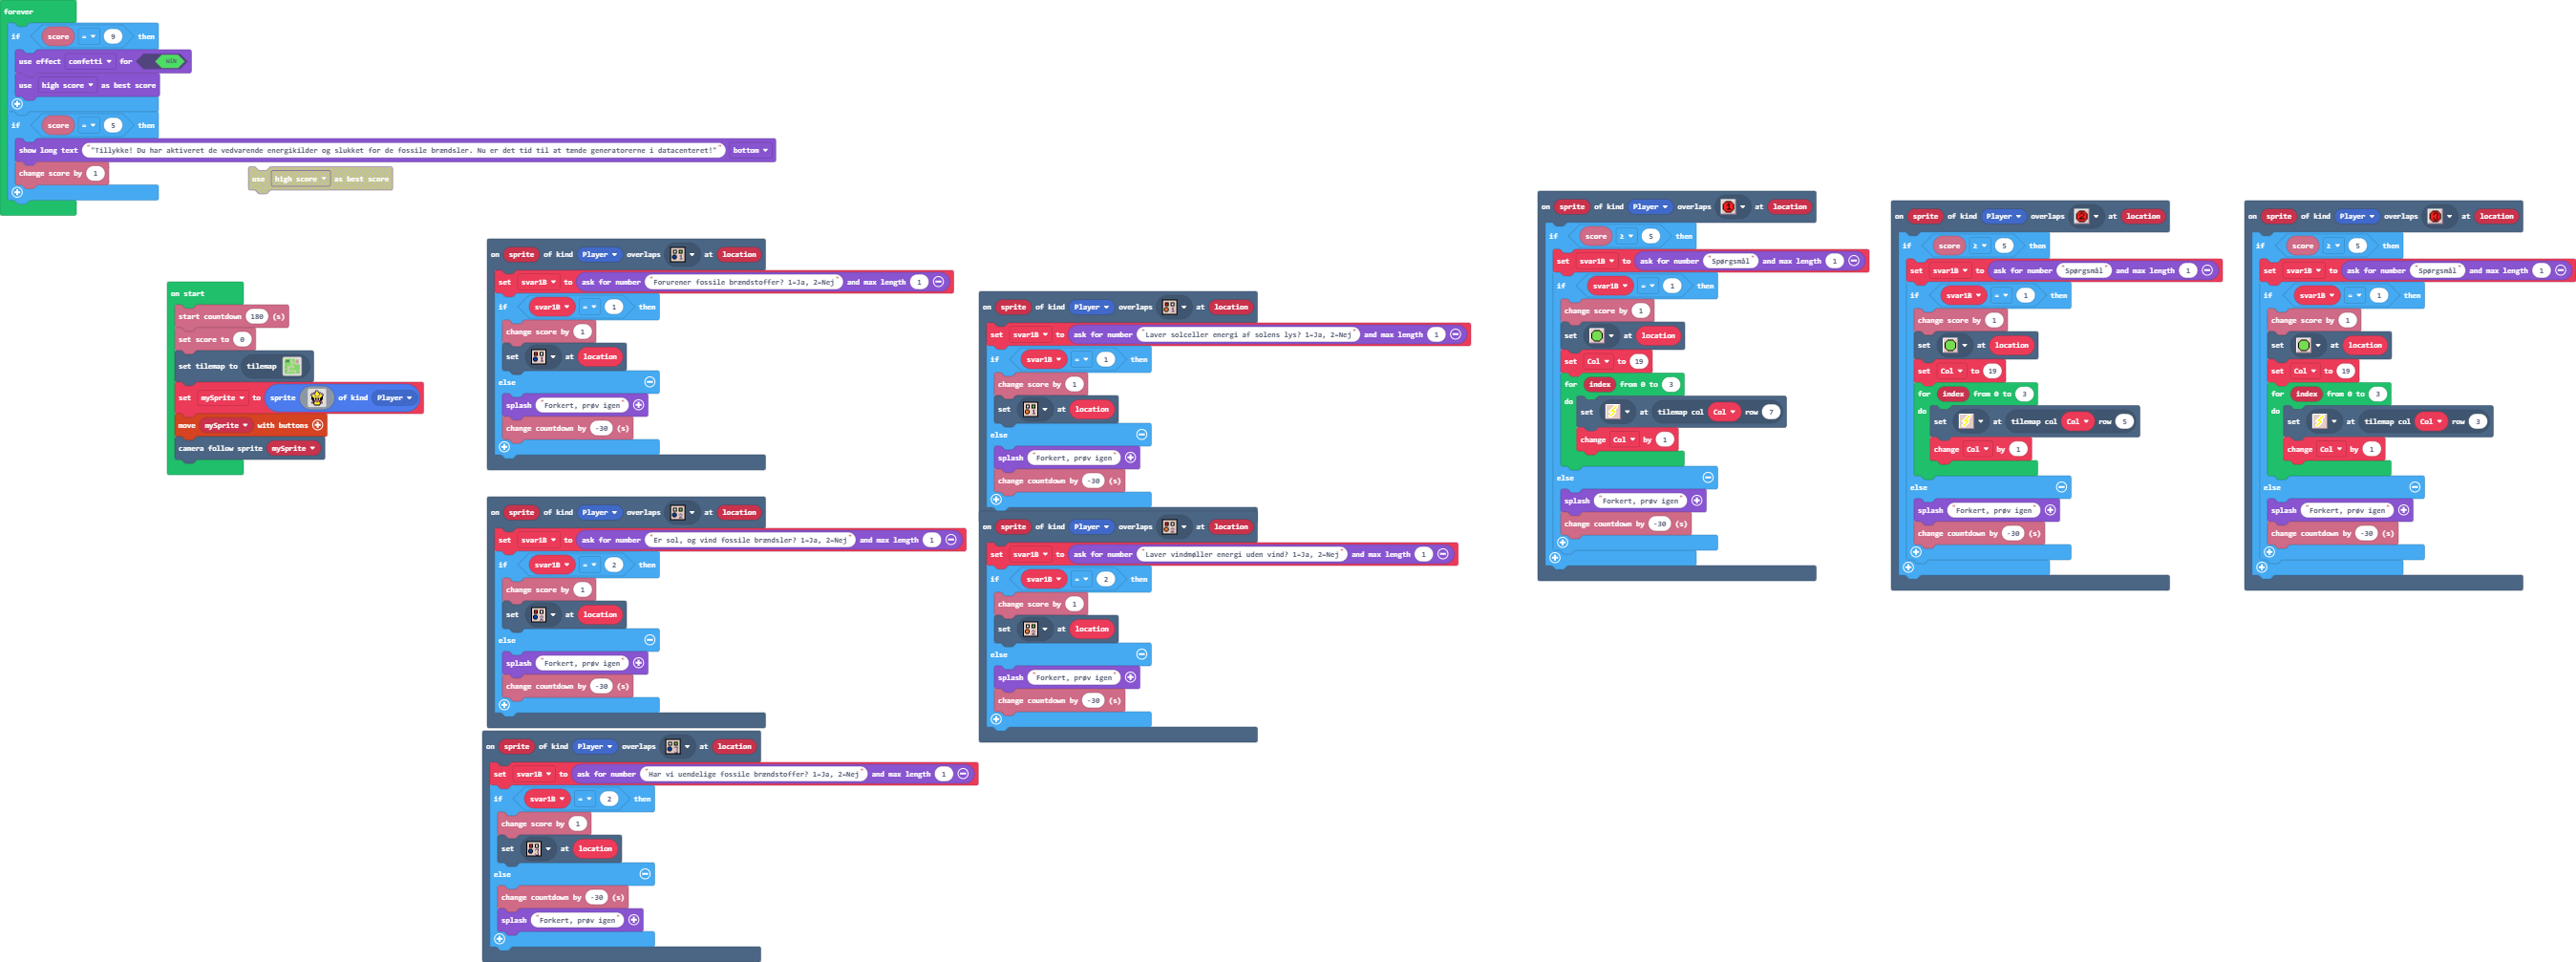 forever
if score = 9 then
use effect confetti for WIN
use high score as best score
if score = 5 then
show long text "Tillykke! Du har aktiveret de vedvarende energikilder og slukket for de fossile brændsler. Nu er det tid til at tænde generatorerne i datacenteret!" bottom
change score by 1
use high score as best score
on start
start countdown 180 (s)
set score to 0
set tilemap to tilemap
set mySprite to sprite of kind Player
move mySprite with buttons
camera follow sprite mySprite
on sprite of kind Player overlaps at location
set svar1B to ask for number "Forurener fossile brændstoffer? 1=Ja, 2=Nej" and max length 1
if svar1B = 1 then
change score by 1
set at location
else
splash "Forkert, prøv igen"
change countdown by -30 (s)
on sprite of kind Player overlaps at location
set svar1B to ask for number "Er sol, og vind fossile brændsler? 1=Ja, 2=Nej" and max length 1
if svar1B = 2 then
change score by 1
set at location
else
splash "Forkert, prøv igen"
change countdown by -30 (s)
on sprite of kind Player overlaps at location
set svar1B to ask for number "Har vi uendelige fossile brændstoffer? 1=Ja, 2=Nej" and max length 1
if svar1B = 2 then
change score by 1
set at location
else
change countdown by -30 (s)
splash "Forkert, prøv igen"
on sprite of kind Player overlaps at location
set svar1B to ask for number "Laver solceller energi af solens lys? 1=Ja, 2=Nej" and max length 1
if svar1B = 1 then
change score by 1
set at location
else
splash "Forkert, prøv igen"
change countdown by -30 (s)
on sprite of kind Player overlaps at location
set svar1B to ask for number "Laver vindmøller energi uden vind? 1=Ja, 2=Nej" and max length 1
if svar1B = 2 then
change score by 1
set at location
else
splash "Forkert, prøv igen"
change countdown by -30 (s)
on sprite of kind Player overlaps 1 at location
if score ≥ 5 then
set svar1B to ask for number "Spørgsmål" and max length 1
if svar1B = 1 then
change score by 1
set at location
set Col to 19
for index from 0 to 3
do set at tilemap col Col row 7
change Col by 1
else
splash "Forkert, prøv igen"
change countdown by -30 (s)
on sprite of kind Player overlaps 2 at location
if score ≥ 5 then
set svar1B to ask for number "Spørgsmål" and max length 1
if svar1B = 1 then
change score by 1
set at location
set Col to 19
for index from 0 to 3
do set at tilemap col Col row 5
change Col by 1
else
splash "Forkert, prøv igen"
change countdown by -30 (s)
on sprite of kind Player overlaps at location
if score ≥ 5 then
set svar1B to ask for number "Spørgsmål" and max length 1
if svar1B = 1 then
change score by 1
set at location
set Col to 19
for index from 0 to 3
do set at tilemap col Col row 3
change Col by 1
else
splash "Forkert, prøv igen"
change countdown by -30 (s)